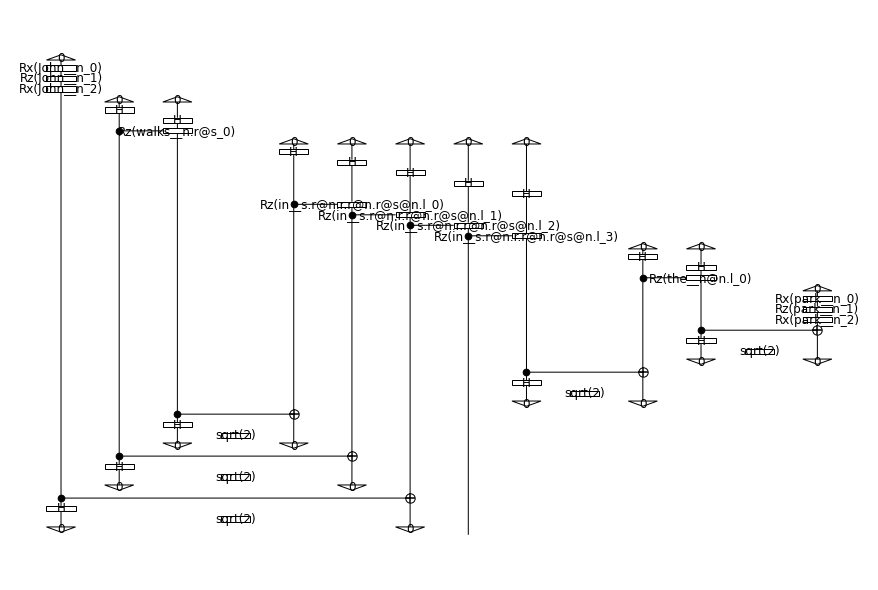 0
Rx(John__n_0)
Rz(John__n_1)
Rx(John__n_2)
0 0
H
H
Rz(walks__n.r@s_0)
0 0 0 0 0
H
H
H
H
H
Rz(in__s.r@n.r@n.r@s@n.l_0)
Rz(in__s.r@n.r@n.r@s@n.l_1)
Rz(in__s.r@n.r@n.r@s@n.l_2)
Rz(in__s.r@n.r@n.r@s@n.l_3)
0 0
H
H
Rz(the__n@n.l_0)
0
Rx(park__n_0)
Rz(park__n_1)
Rx(park__n_2)
H
sqrt(2)
0 0
H
sqrt(2)
0 0
H
sqrt(2)
0 0
H
sqrt(2)
0 0
H
sqrt(2)
0 0